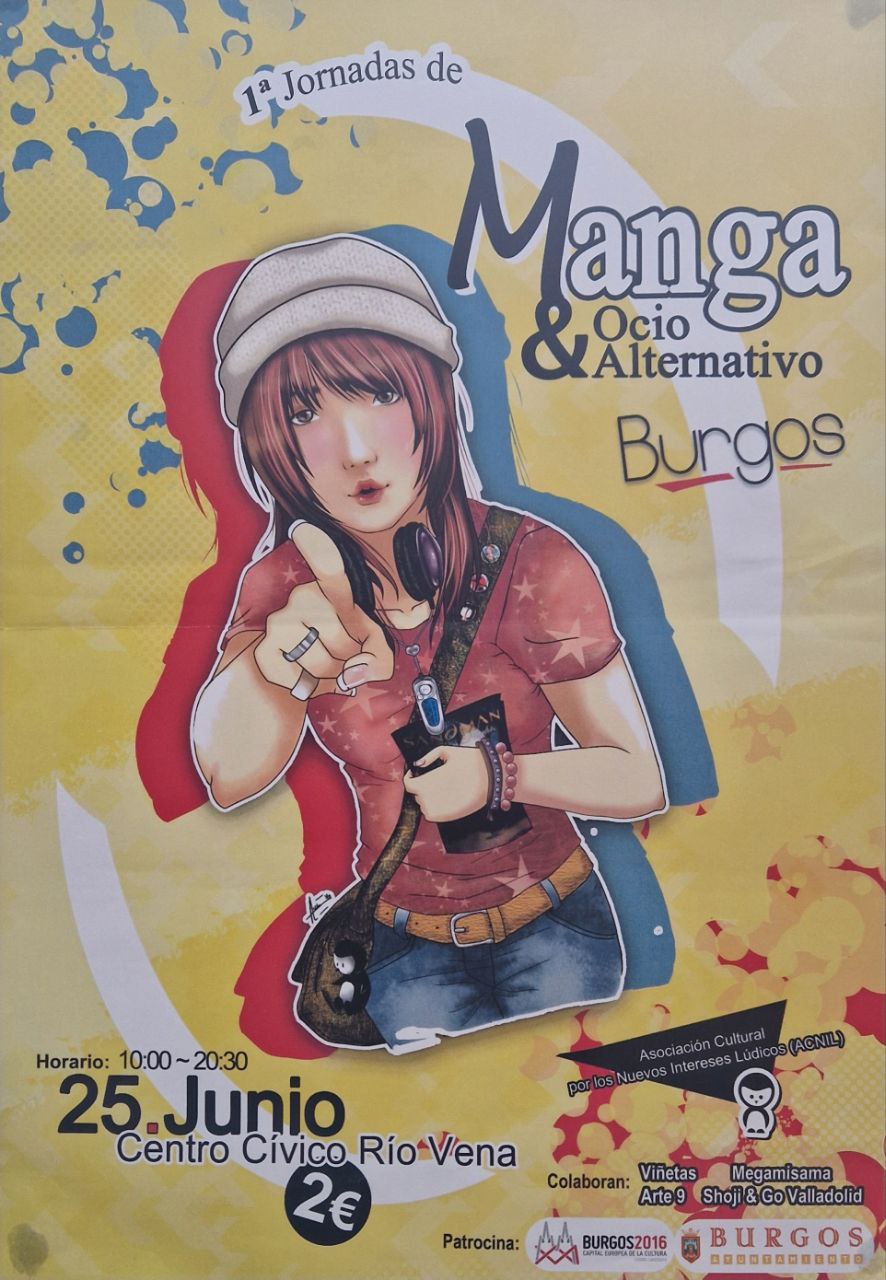 1ª Jornadas de
Manga
& Ocio
Alternativo
Burgos
SANDMAN
Asociación Cultural
por los Nuevos Intereses Lúdicos (ACNIL)
Horario: 10:00 ~ 20:30
25.Junio
Centro Cívico Río Vena
2€
Colaboran: Viñetas Megamisama
Arte 9 Shoji & Go Valladolid
Patrocina: BURGOS2016 BURGOS
CAPITAL EUROPEA DE LA CULTURA AYUNTAMIENTO